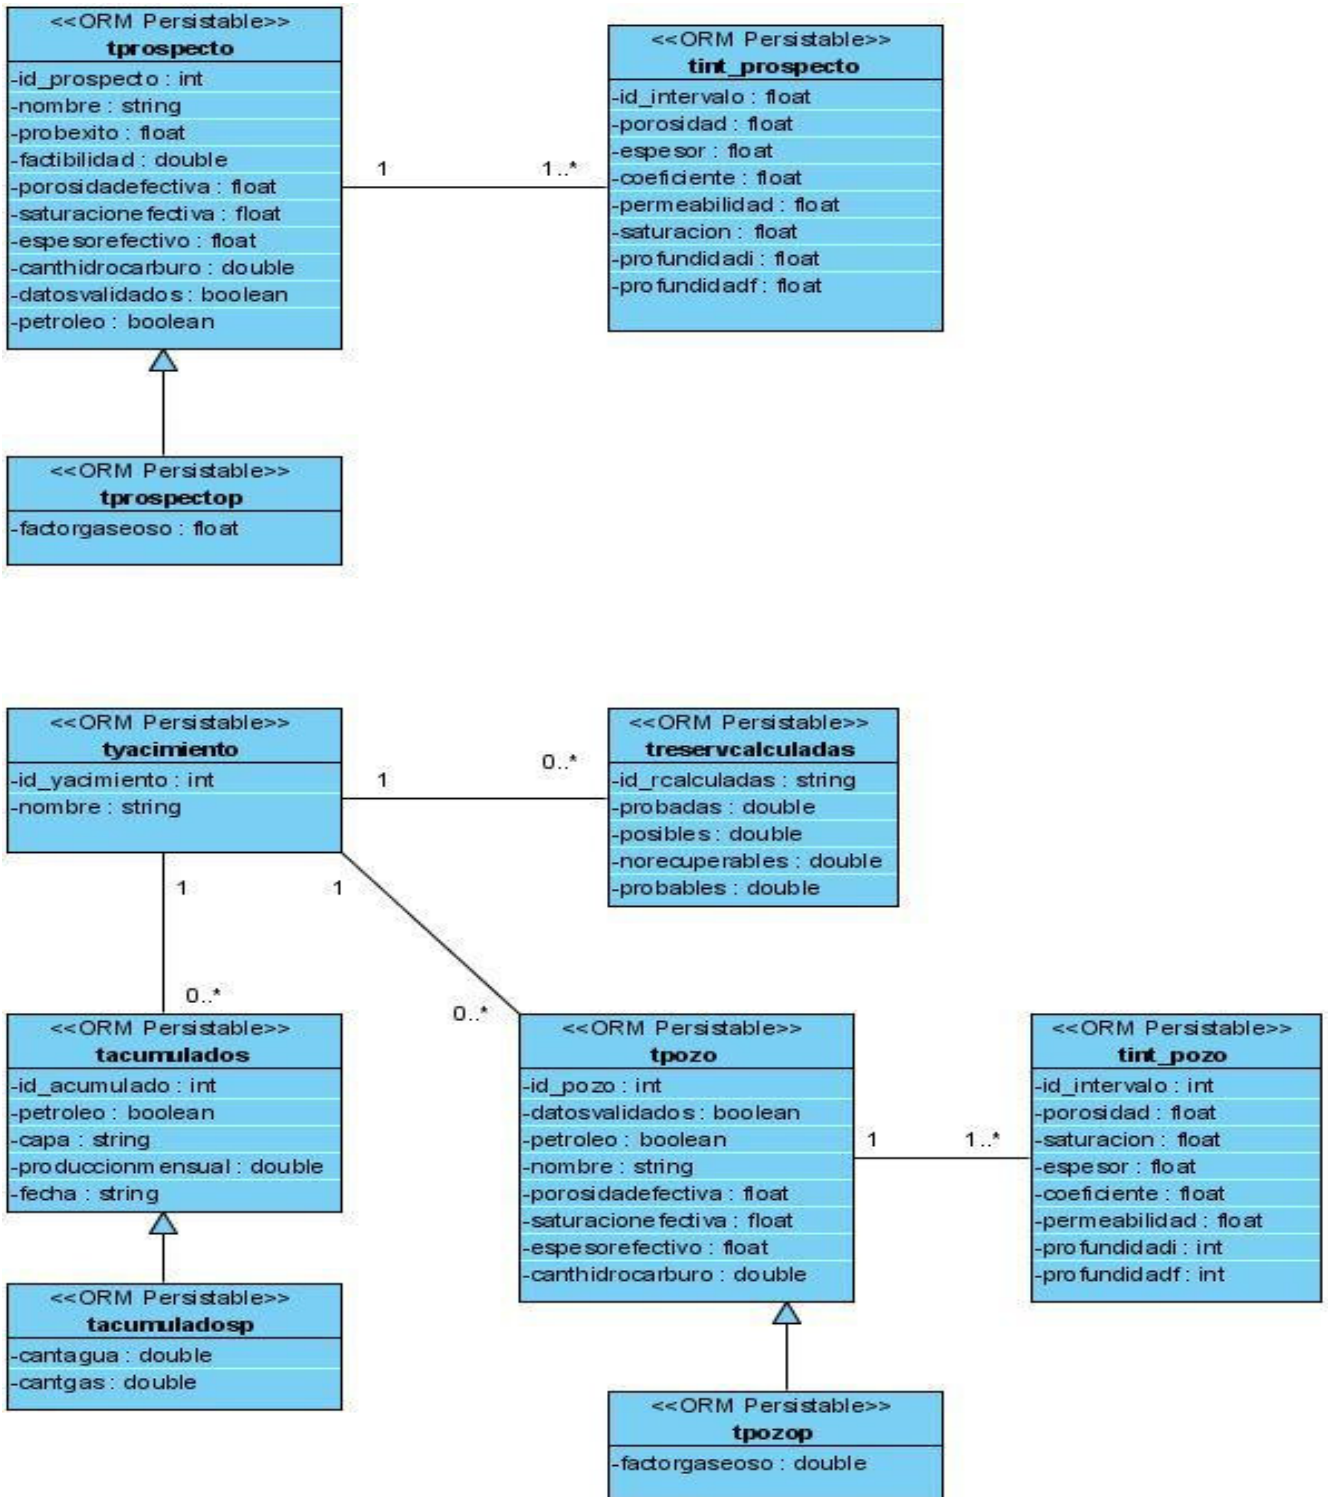 <<ORM Persistable>>
tprospecto
-id_prospecto : int
-nombre : string
-probexito : float
-factibilidad : double
-porosidadefectiva : float
-saturacionefectiva : float
-espesorefectivo : float
-canthidrocarburo : double
-datosvalidados : boolean
-petroleo : boolean
1
1..*
<<ORM Persistable>>
tint_prospecto
-id_intervalo : float
-porosidad : float
-espesor : float
-coeficiente : float
-permeabilidad : float
-saturacion : float
-profundidadi : float
-profundidadf : float
<<ORM Persistable>>
tprospectop
-factorgaseoso : float
<<ORM Persistable>>
tyacimiento
-id_yacimiento : int
-nombre : string
1
0..*
<<ORM Persistable>>
treservcalculadas
-id_rcalculadas : string
-probadas : double
-posibles : double
-norecuperables : double
-probables : double
1
1
0..*
0..*
<<ORM Persistable>>
tacumulados
-id_acumulado : int
-petroleo : boolean
-capa : string
-produccionmensual : double
-fecha : string
<<ORM Persistable>>
tpozo
-id_pozo : int
-datosvalidados : boolean
-petroleo : boolean
-nombre : string
-porosidadefectiva : float
-saturacionefectiva : float
-espesorefectivo : float
-canthidrocarburo : double
1
1..*
<<ORM Persistable>>
tint_pozo
-id_intervalo : int
-porosidad : float
-saturacion : float
-espesor : float
-coeficiente : float
-permeabilidad : float
-profundidadi : int
-profundidadf : int
<<ORM Persistable>>
tacumuladosp
-cantagua : double
-cantgas : double
<<ORM Persistable>>
tpozop
-factorgaseoso : double